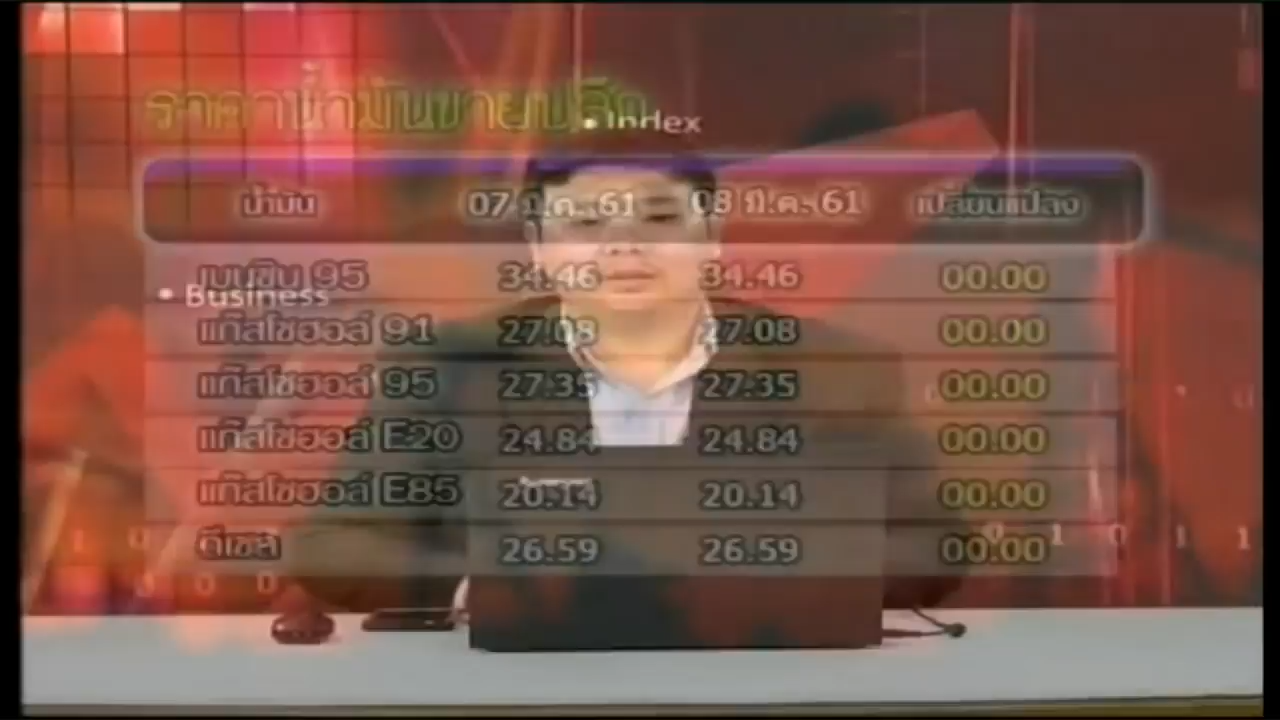 ราคาน้ำมันขายปลีก
• Index
น้ำมัน 07 มี.ค. 61 08 มี.ค. 61 เปลี่ยนแปลง
เบนซิน 95 34.46 34.46 00.00
• Business
แก๊สโซฮอล์ 91 27.08 27.08 00.00
แก๊สโซฮอล์ 95 27.35 27.35 00.00
แก๊สโซฮอล์ E20 24.84 24.84 00.00
แก๊สโซฮอล์ E85 20.14 20.14 00.00
ดีเซล 26.59 26.59 00.00